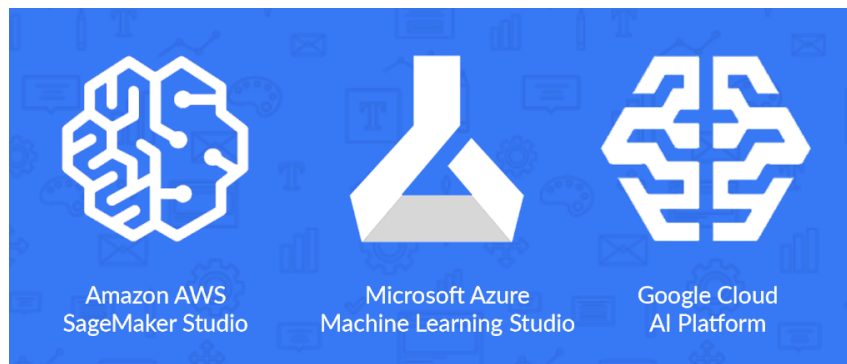 Amazon AWS
SageMaker Studio
Microsoft Azure
Machine Learning Studio
Google Cloud
AI Platform